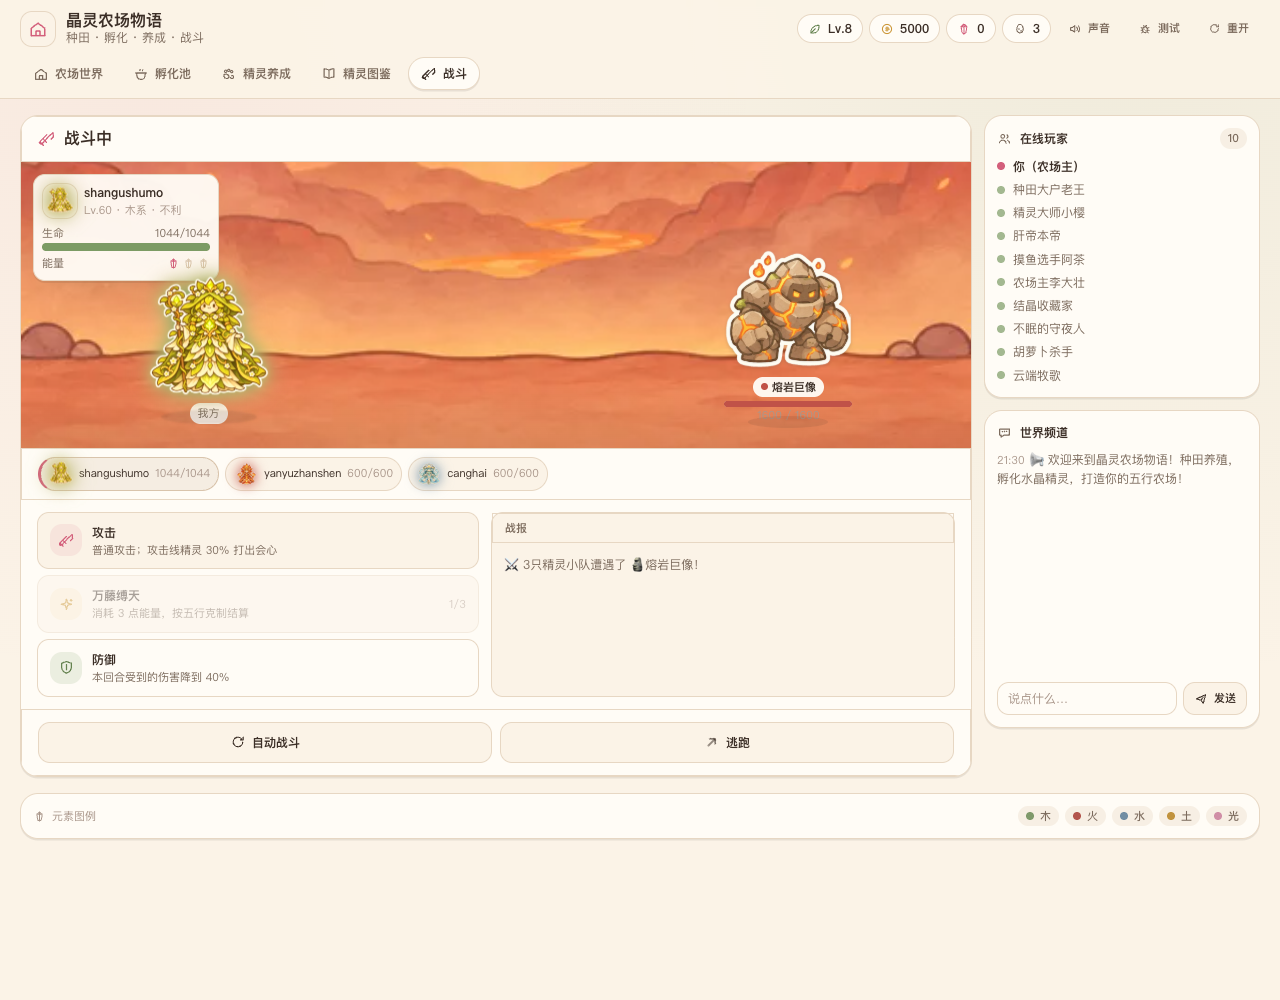 晶灵农场物语
种田 · 孵化 · 养成 · 战斗
Lv.8
5000
0
3
声音
测试
重开
农场世界
孵化池
精灵养成
精灵图鉴
战斗
战斗中
shangushumo
Lv.60 · 木系 · 不利
生命
1044/1044
能量
我方
熔岩巨像
shangushumo 1044/1044
yanyuzhanshen 600/600
canghai 600/600
攻击
普通攻击；攻击线精灵 30% 打出会心
万藤缚天
消耗 3 点能量，按五行克制结算
1/3
防御
本回合受到的伤害降到 40%
战报
3只精灵小队遭遇了 熔岩巨像！
自动战斗
逃跑
在线玩家
10
你（农场主）
种田大户老王
精灵大师小樱
肝帝本帝
摸鱼选手阿茶
农场主李大壮
结晶收藏家
不眠的守夜人
胡萝卜杀手
云端牧歌
世界频道
21:30 欢迎来到晶灵农场物语！种田养殖，
孵化水晶精灵，打造你的五行农场！
说点什么...
发送
元素图例
木
火
水
土
光